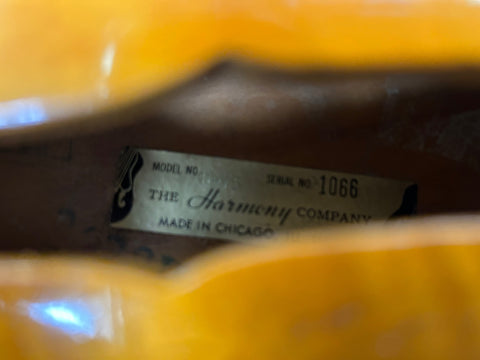 MODEL NO. SERIAL NO. 1066
THE Harmony COMPANY
MADE IN CHICAGO